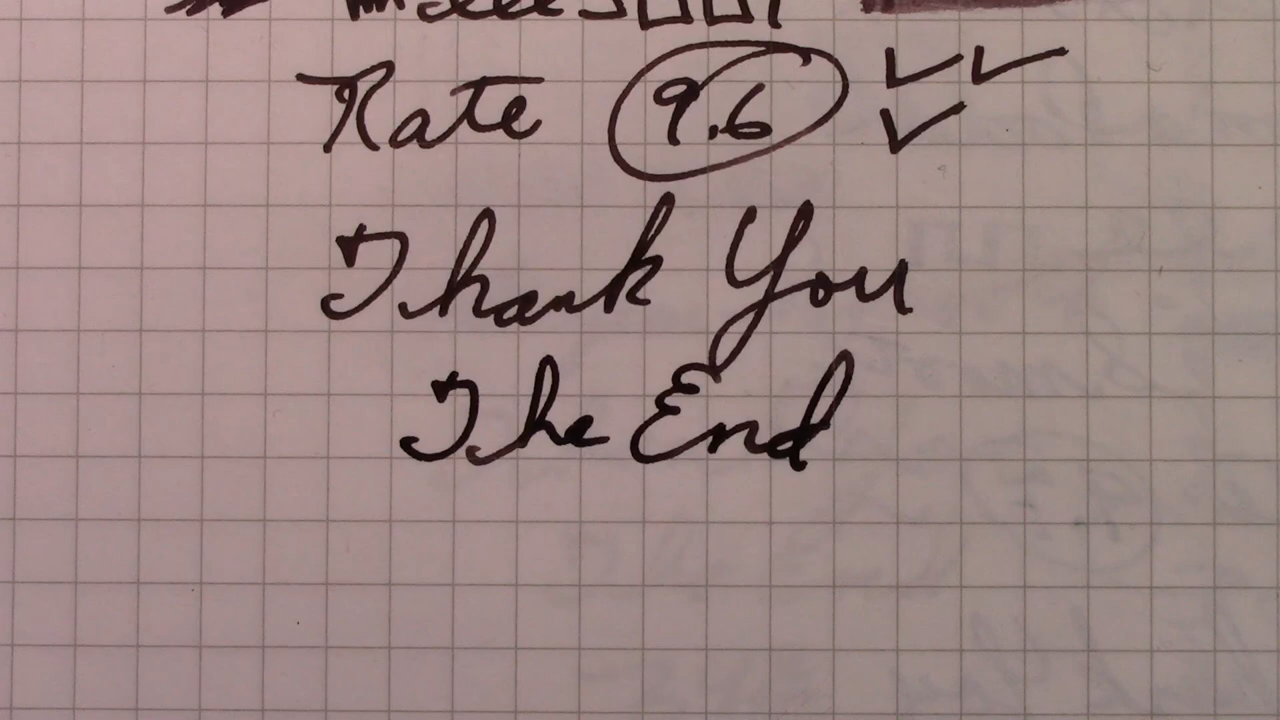 Rate 9.6 ✓✓
✓
Thank You
The End